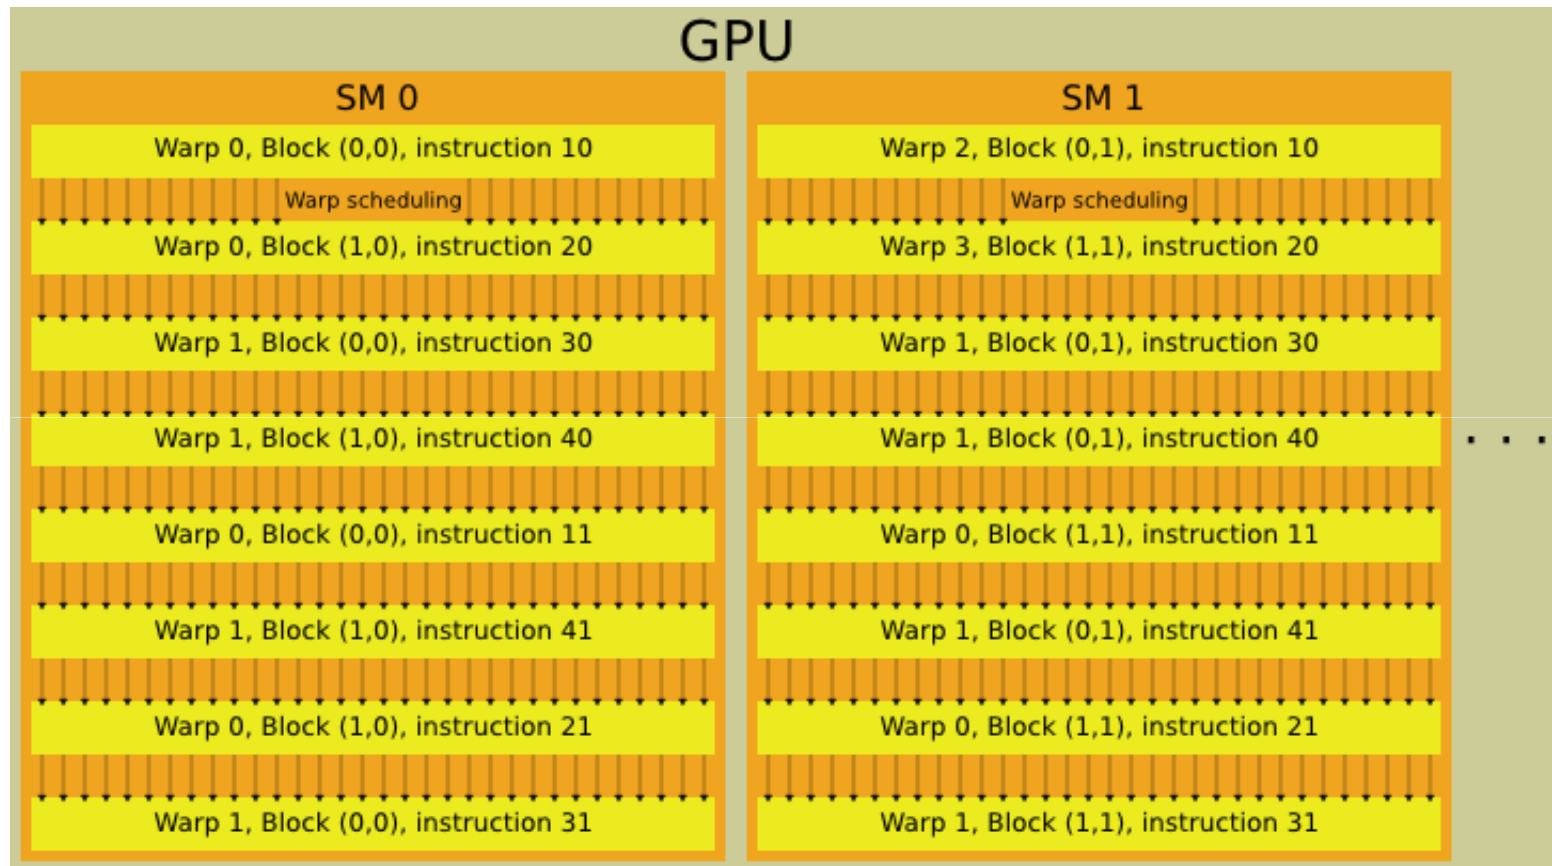 GPU
SM 0
Warp 0, Block (0,0), instruction 10
Warp scheduling
Warp 0, Block (1,0), instruction 20
Warp 1, Block (0,0), instruction 30
Warp 1, Block (1,0), instruction 40
Warp 0, Block (0,0), instruction 11
Warp 1, Block (1,0), instruction 41
Warp 0, Block (1,0), instruction 21
Warp 1, Block (0,0), instruction 31
SM 1
Warp 2, Block (0,1), instruction 10
Warp scheduling
Warp 3, Block (1,1), instruction 20
Warp 1, Block (0,1), instruction 30
Warp 1, Block (0,1), instruction 40
Warp 0, Block (1,1), instruction 11
Warp 1, Block (0,1), instruction 41
Warp 0, Block (1,1), instruction 21
Warp 1, Block (1,1), instruction 31
. . .